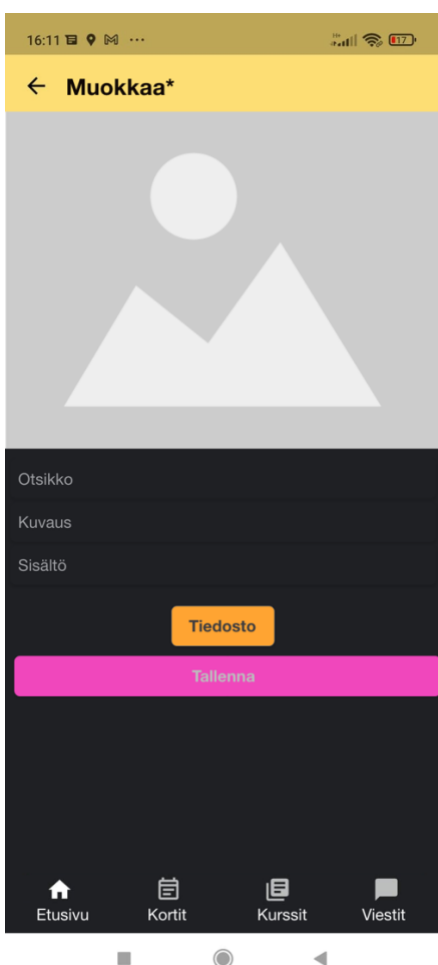 16:11
17
Muokkaa*
Otsikko
Kuvaus
Sisältö
Tiedosto
Tallenna
Etusivu Kortit Kurssit Viestit